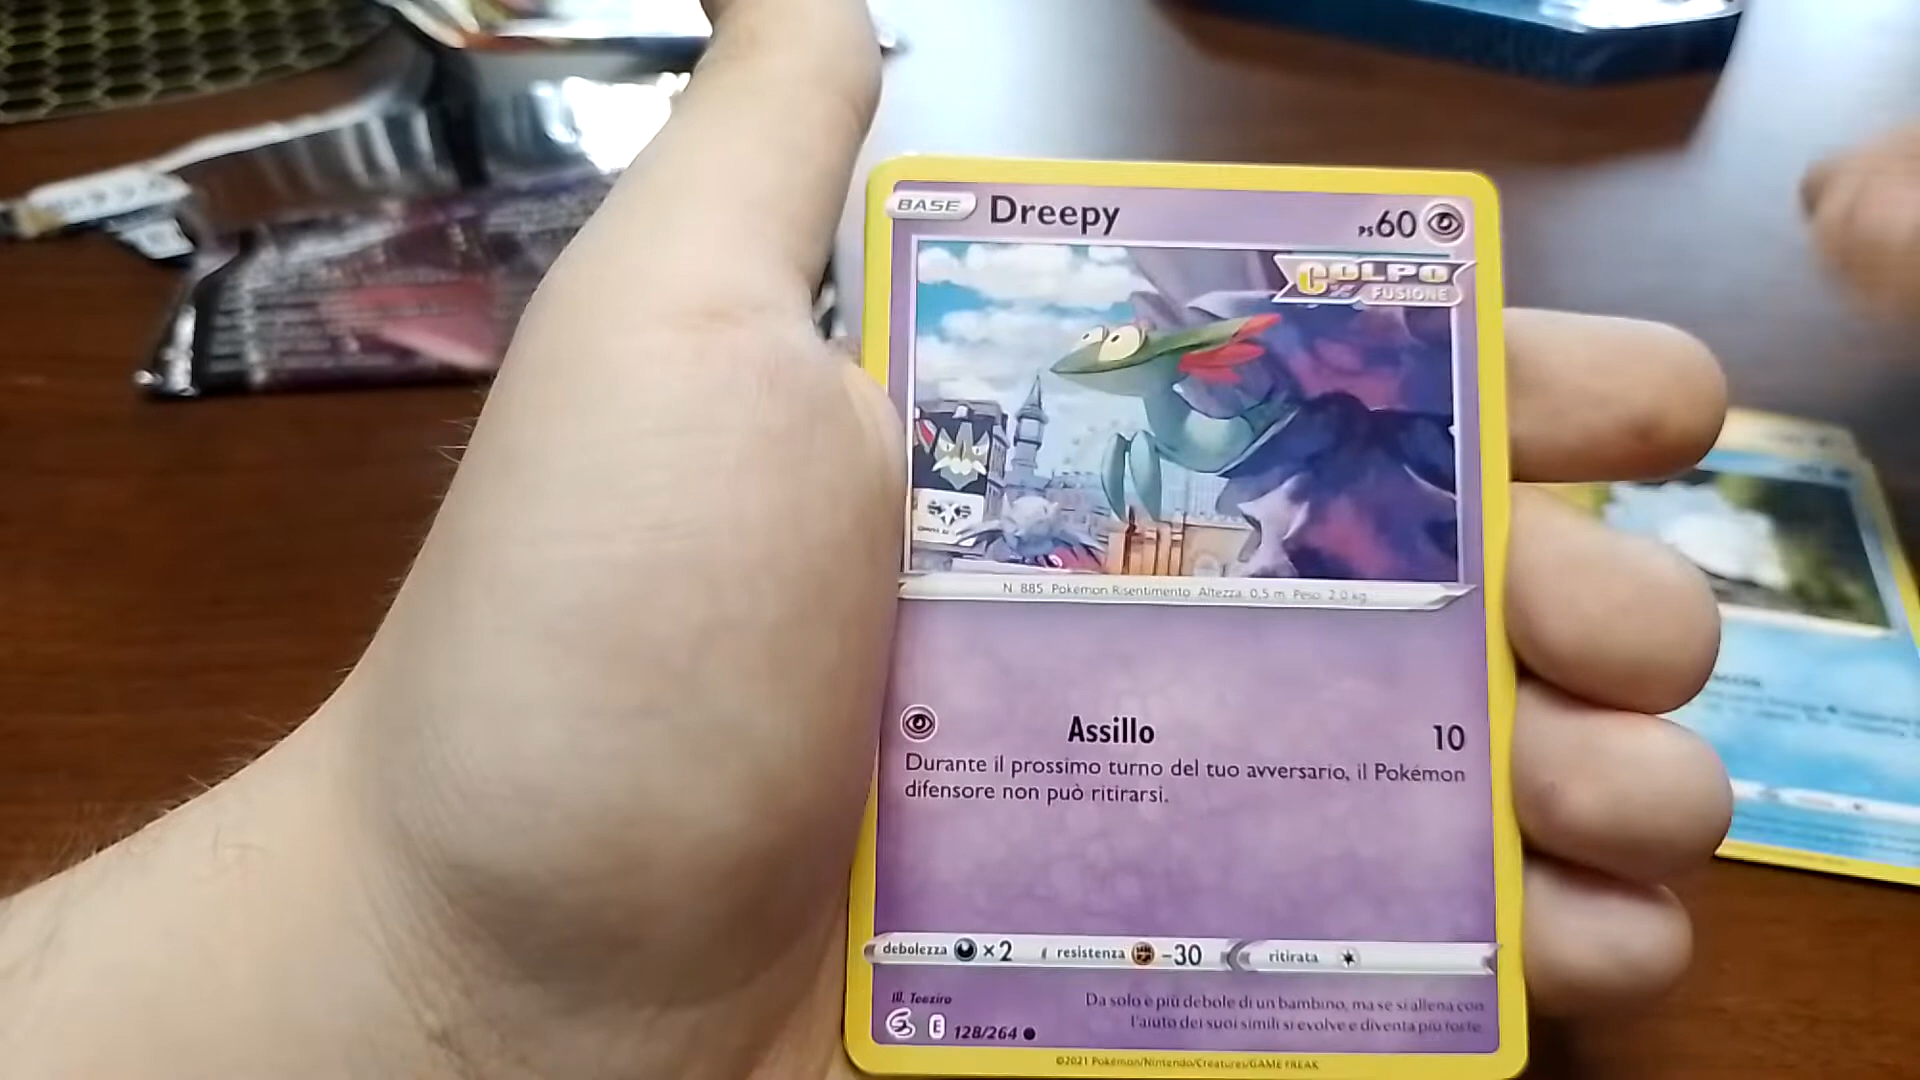 BASE Dreepy PS 60
COLPO
FUSIONE
N. 885 Pokémon Risentimento Altezza 0,5 m Peso 2.0 kg
Assillo 10
Durante il prossimo turno del tuo avversario, il Pokémon
difensore non può ritirarsi.
debolezza ×2 resistenza -30 ritirata
Ill. Teeziro
Da solo è più debole di un bambino, ma se si allena con
l'aiuto dei suoi simili si evolve e diventa più forte.
E 128/264
©2021 Pokémon/Nintendo/Creatures/GAME FREAK